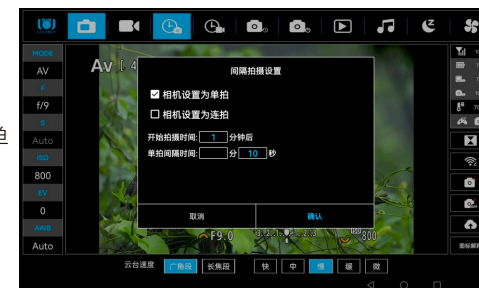 MODE
AV
F
f/9
S
Auto
ISO
800
EV
0
AWB
Auto
单
Av
间隔拍摄设置
相机设置为单拍
相机设置为连拍
开始拍摄时间: 1 分钟后
单拍间隔时间: 分 10 秒
取消
确认
F9.0
800
云台速度 广角段 长焦段 快 中 慢 缓 微
图标解释